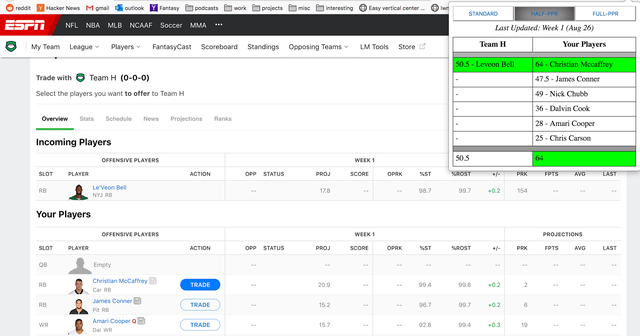 reddit Hacker News gmail outlook Yahoo Fantasy podcasts work projects misc interesting Easy vertical center
STANDARD HALF-PPR FULL-PPR
Last Updated: Week 1 (Aug 26)
Team H Your Players
50.5 - Leveon Bell 64 - Christian Mccaffrey
- 47.5 - James Conner
- 49 - Nick Chubb
- 36 - Dalvin Cook
- 28 - Amari Cooper
- 25 - Chris Carson
50.5 64
ESPN NFL NBA MLB NCAAF Soccer MMA •••
My Team League Players FantasyCast Scoreboard Standings Opposing Teams LM Tools Store
Trade with Team H (0-0-0)
Select the players you want to offer to Team H
Overview Stats Schedule News Projections Ranks
Incoming Players
OFFENSIVE PLAYERS WEEK 1
SLOT PLAYER ACTION OPP STATUS PROJ SCORE OPRK %ST %ROST +/- PRK FPTS AVG LAST
RB Le'Veon Bell -- 17.8 -- -- 98.7 99.7 +0.2 154 -- -- --
NYJ RB
Your Players
OFFENSIVE PLAYERS WEEK 1 PROJECTIONS
SLOT PLAYER ACTION OPP STATUS PROJ SCORE OPRK %ST %ROST +/- PRK FPTS AVG LAST
QB Empty -- -- -- -- -- -- -- -- -- -- --
RB Christian McCaffrey TRADE -- 20.9 -- -- 99.4 99.8 +0.2 2 -- -- --
Car RB
RB James Conner TRADE -- 15.2 -- -- 96.7 99.7 +0.2 6 -- -- --
Pit RB
WR Amari Cooper Q TRADE -- 15.7 -- -- 92.8 99.4 +0.3 19 -- -- --
Dal WR